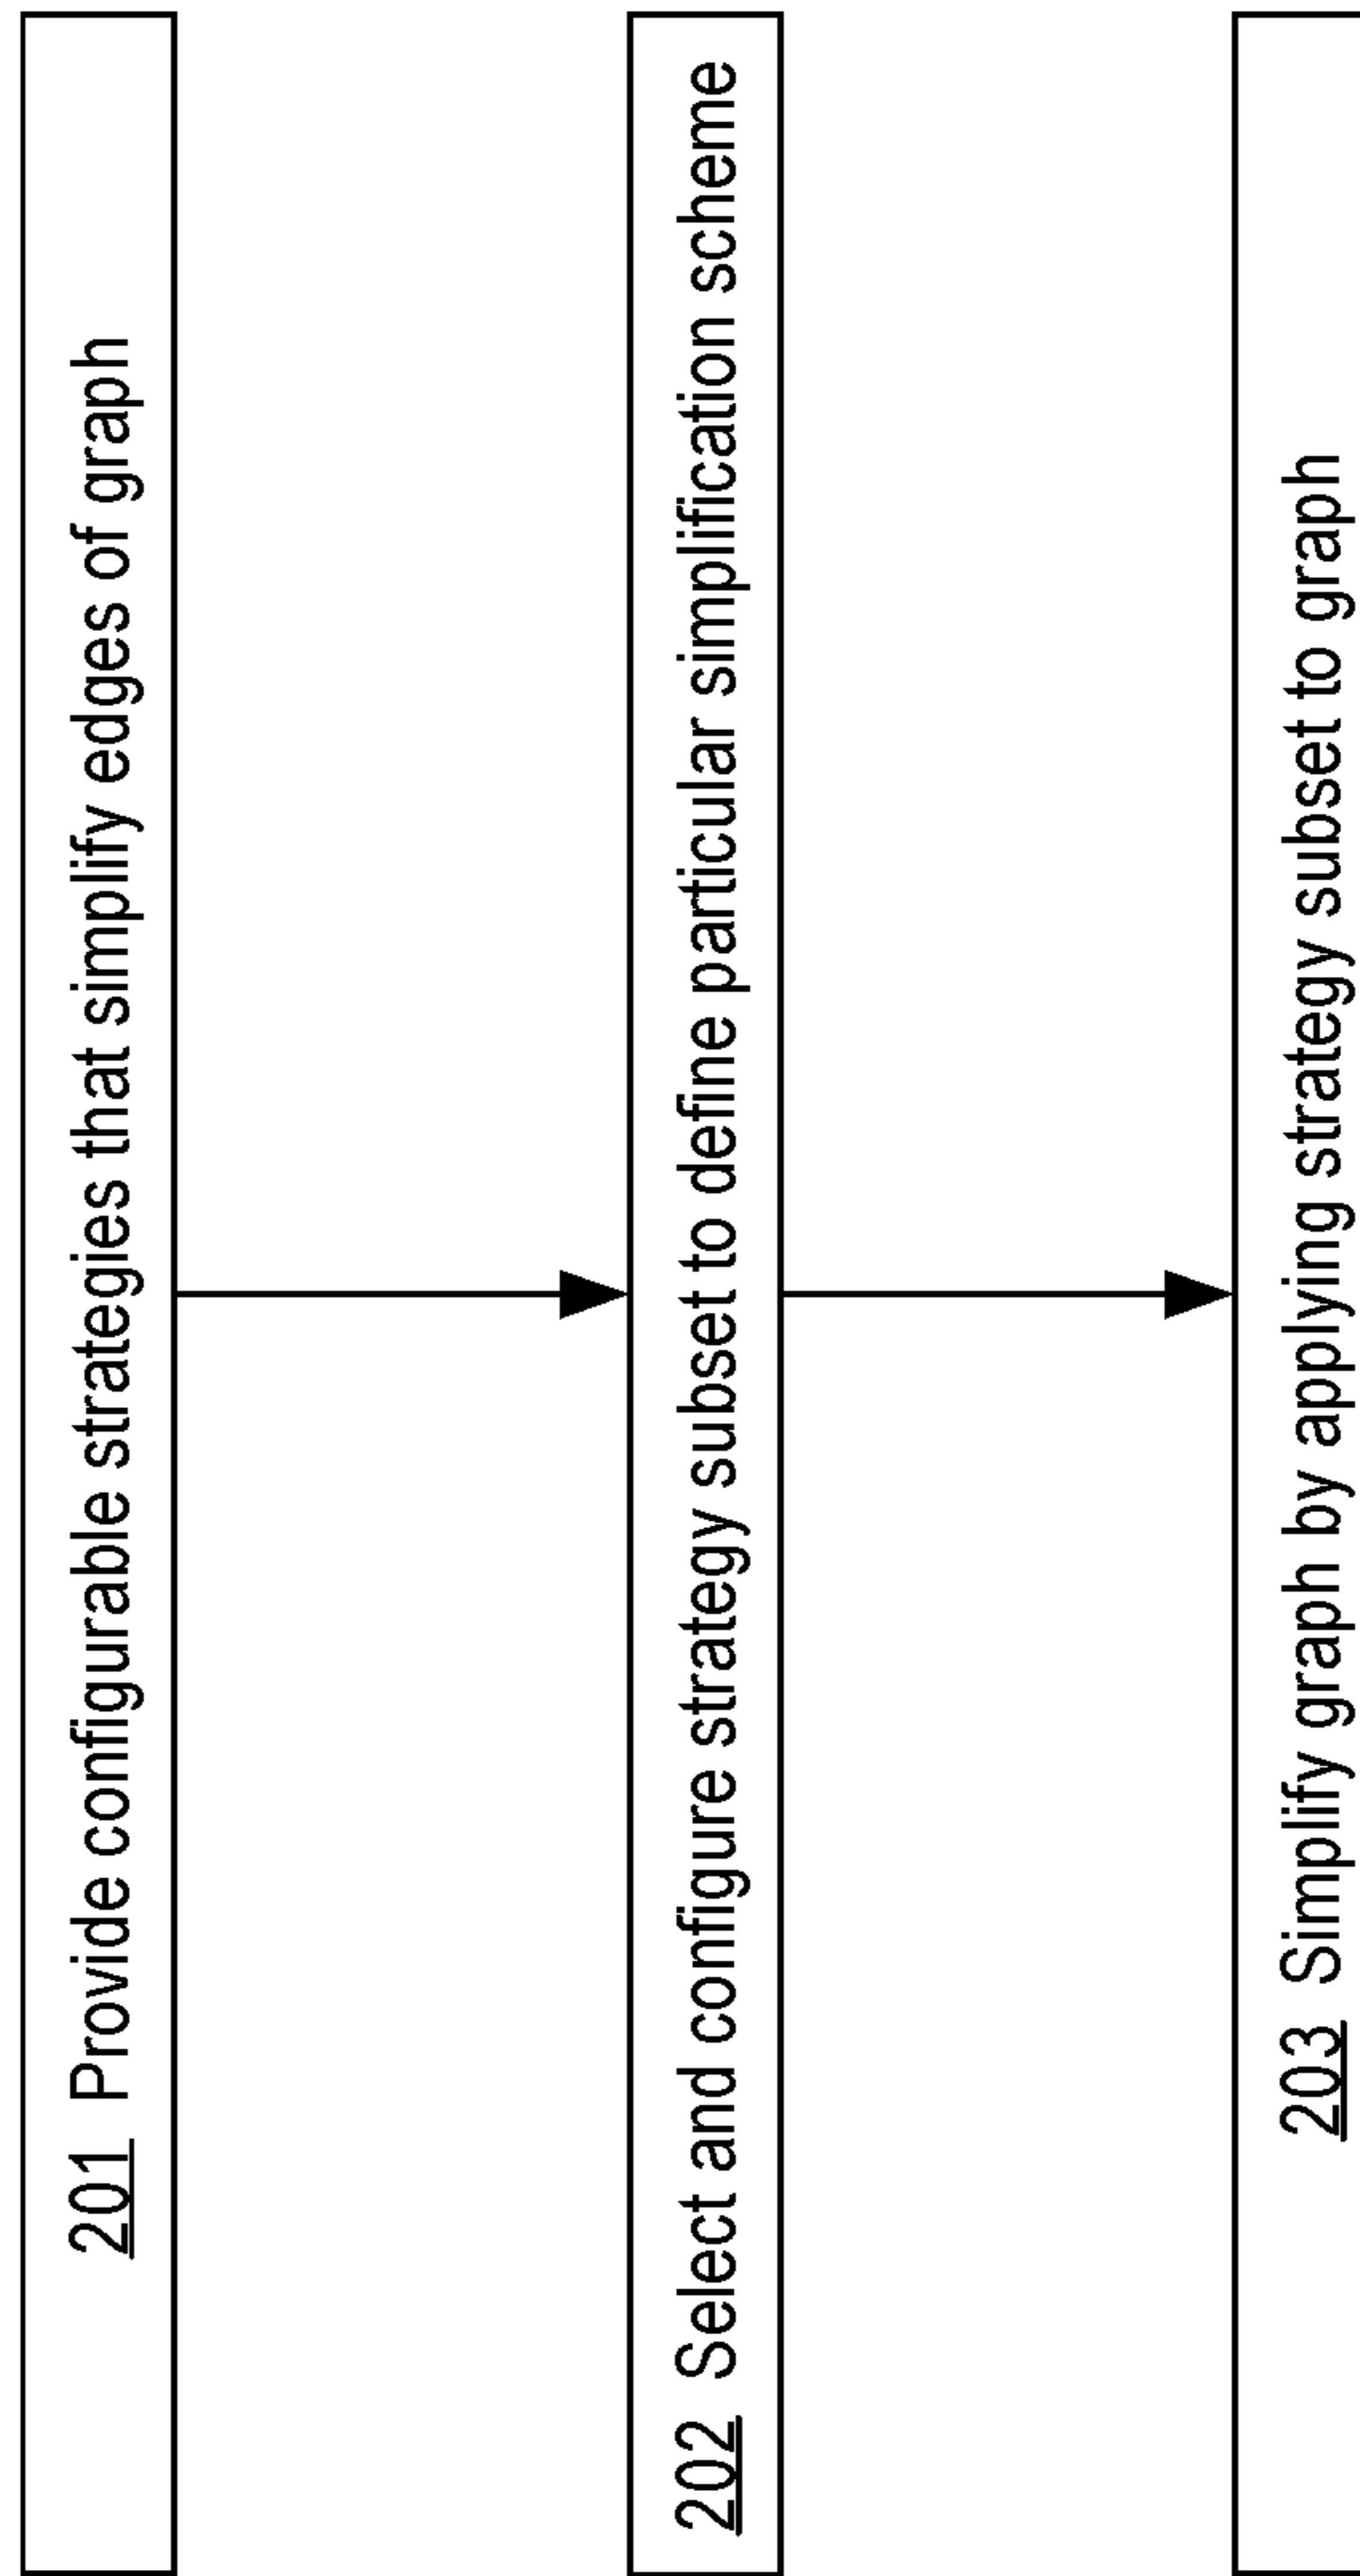 201 Provide configurable strategies that simplify edges of graph
202 Select and configure strategy subset to define particular simplification scheme
203 Simplify graph by applying strategy subset to graph